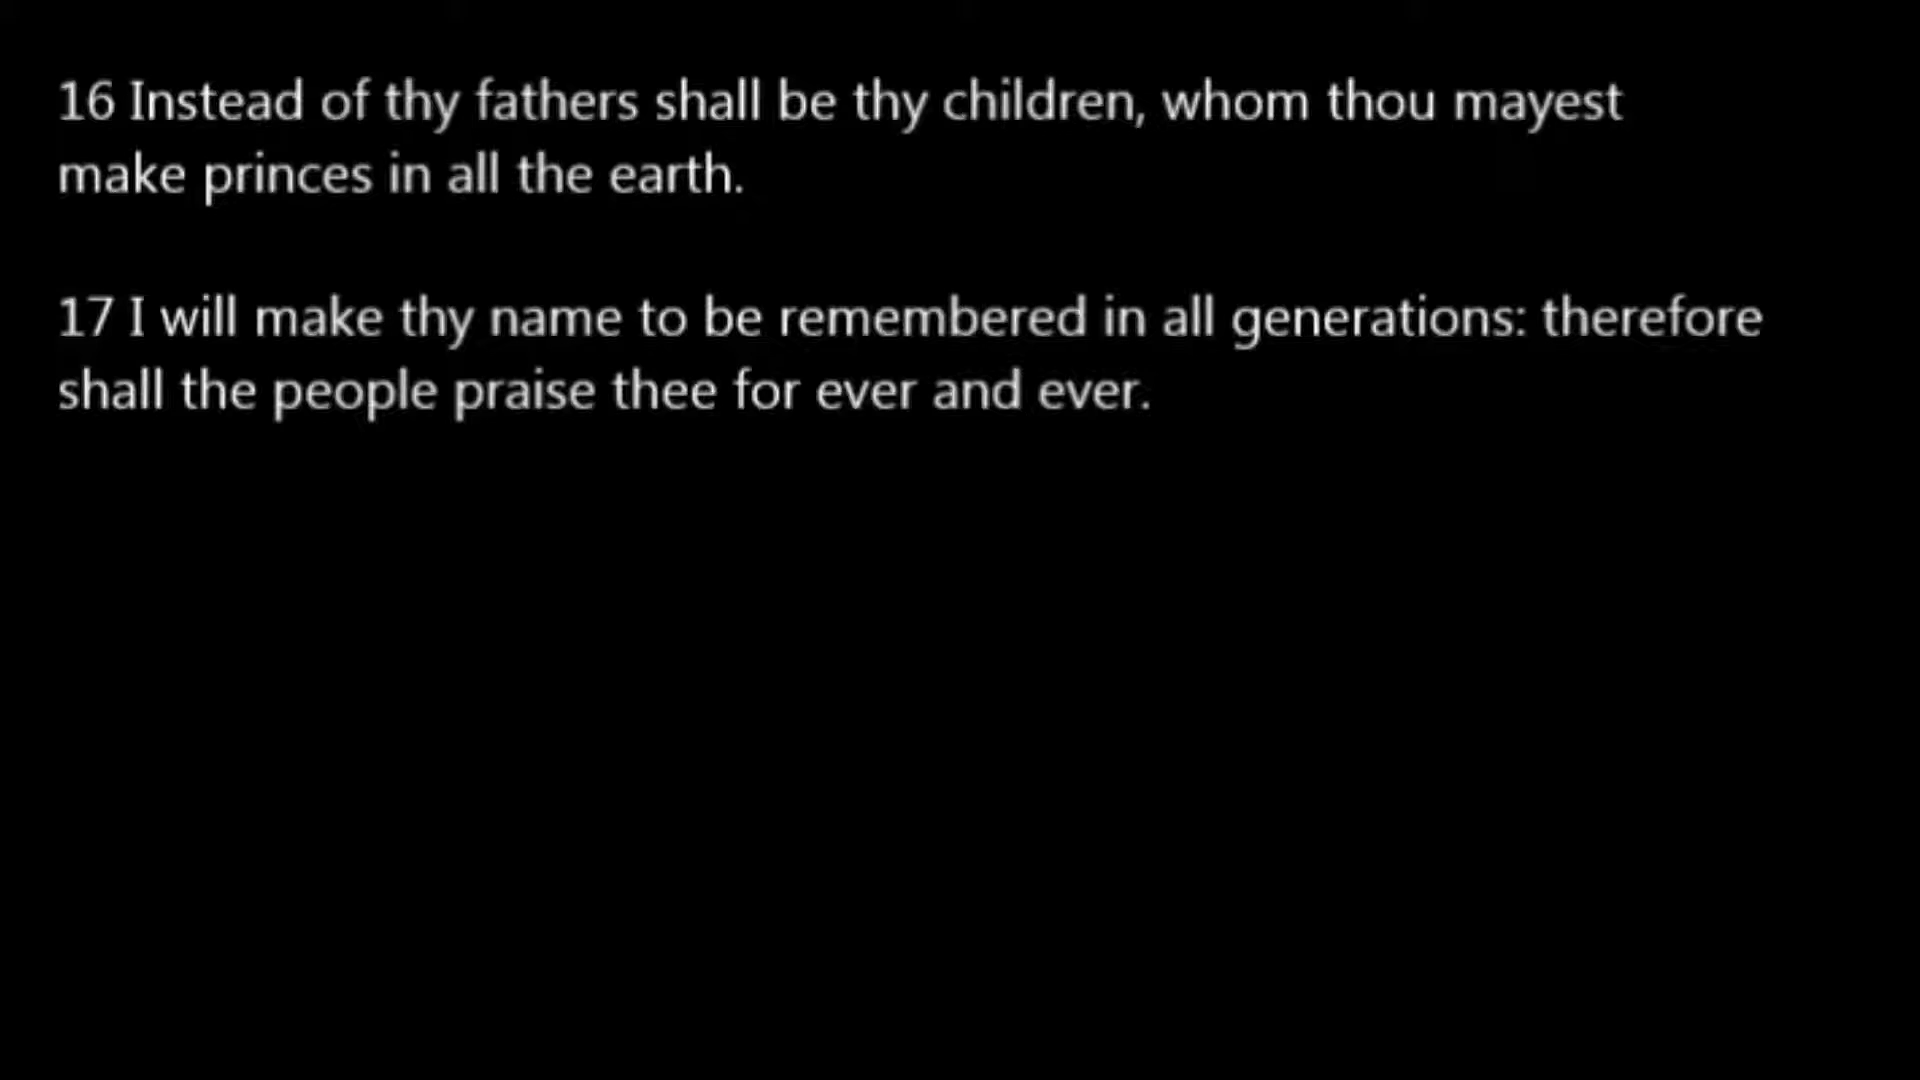 16 Instead of thy fathers shall be thy children, whom thou mayest
make princes in all the earth.
17 I will make thy name to be remembered in all generations: therefore
shall the people praise thee for ever and ever.